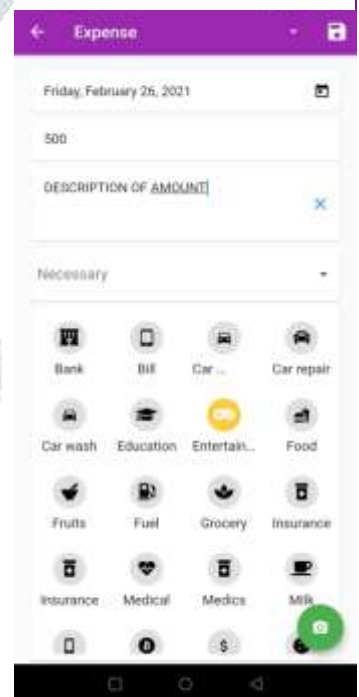 Expense
Friday, February 26, 2021
500
DESCRIPTION OF AMOUNT
Necessary
Bank Bill Car ... Car repair
Car wash Education Entertain... Food
Fruits Fuel Grocery Insurance
Insurance Medical Medics Milk